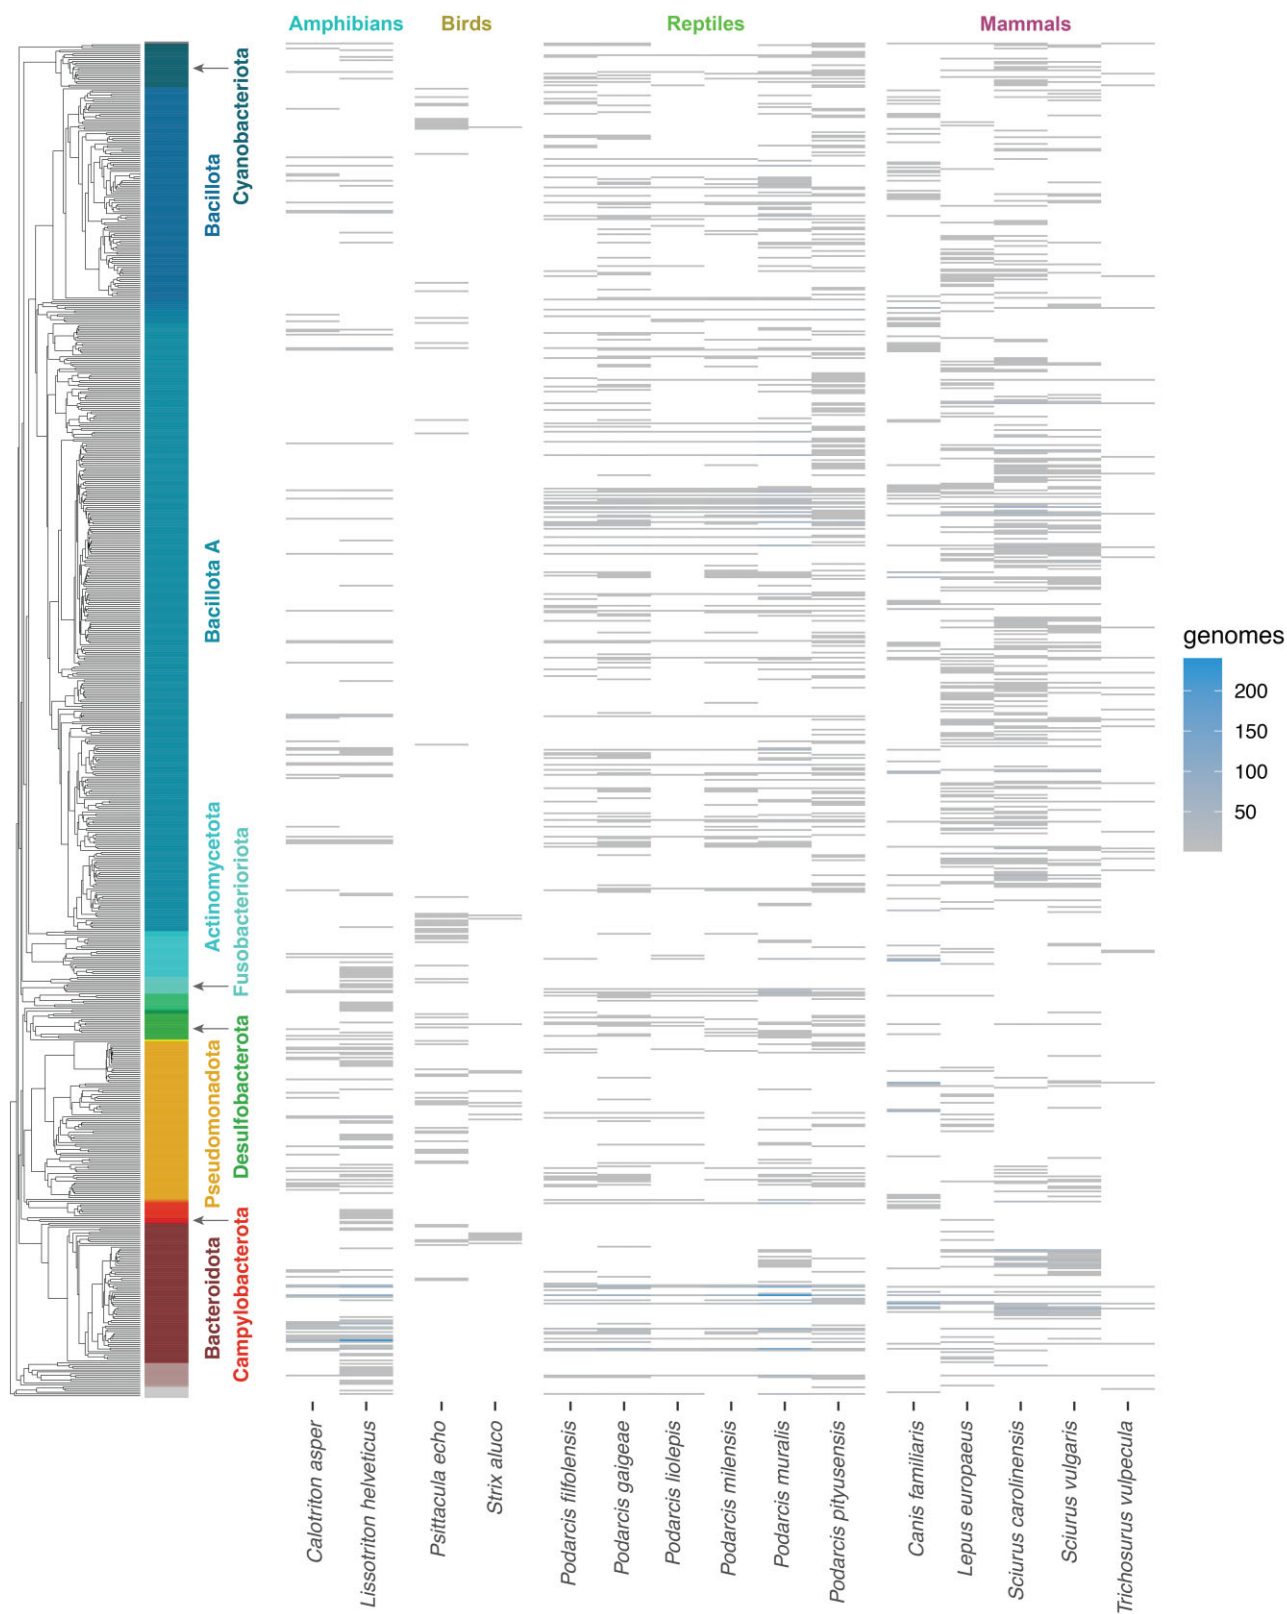 Amphibians
Birds
Reptiles
Mammals
Cyanobacteriota
Bacillota
Bacillota A
Actinomycetota
Fusobacterioriota
Desulfobacterota
Pseudomonadota
Campylobacterota
Bacteroidota
genomes
200
150
100
50
Calotriton asper
Lissotriton helveticus
Psittacula echo
Strix aluco
Podarcis filfolensis
Podarcis gaigeae
Podarcis liolepis
Podarcis milensis
Podarcis muralis
Podarcis pityusensis
Canis familiaris
Lepus europaeus
Sciurus carolinensis
Sciurus vulgaris
Trichosurus vulpecula